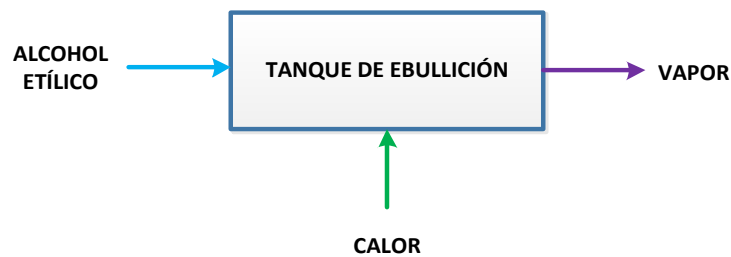 ALCOHOL
ETÍLICO
TANQUE DE EBULLICIÓN
VAPOR
CALOR